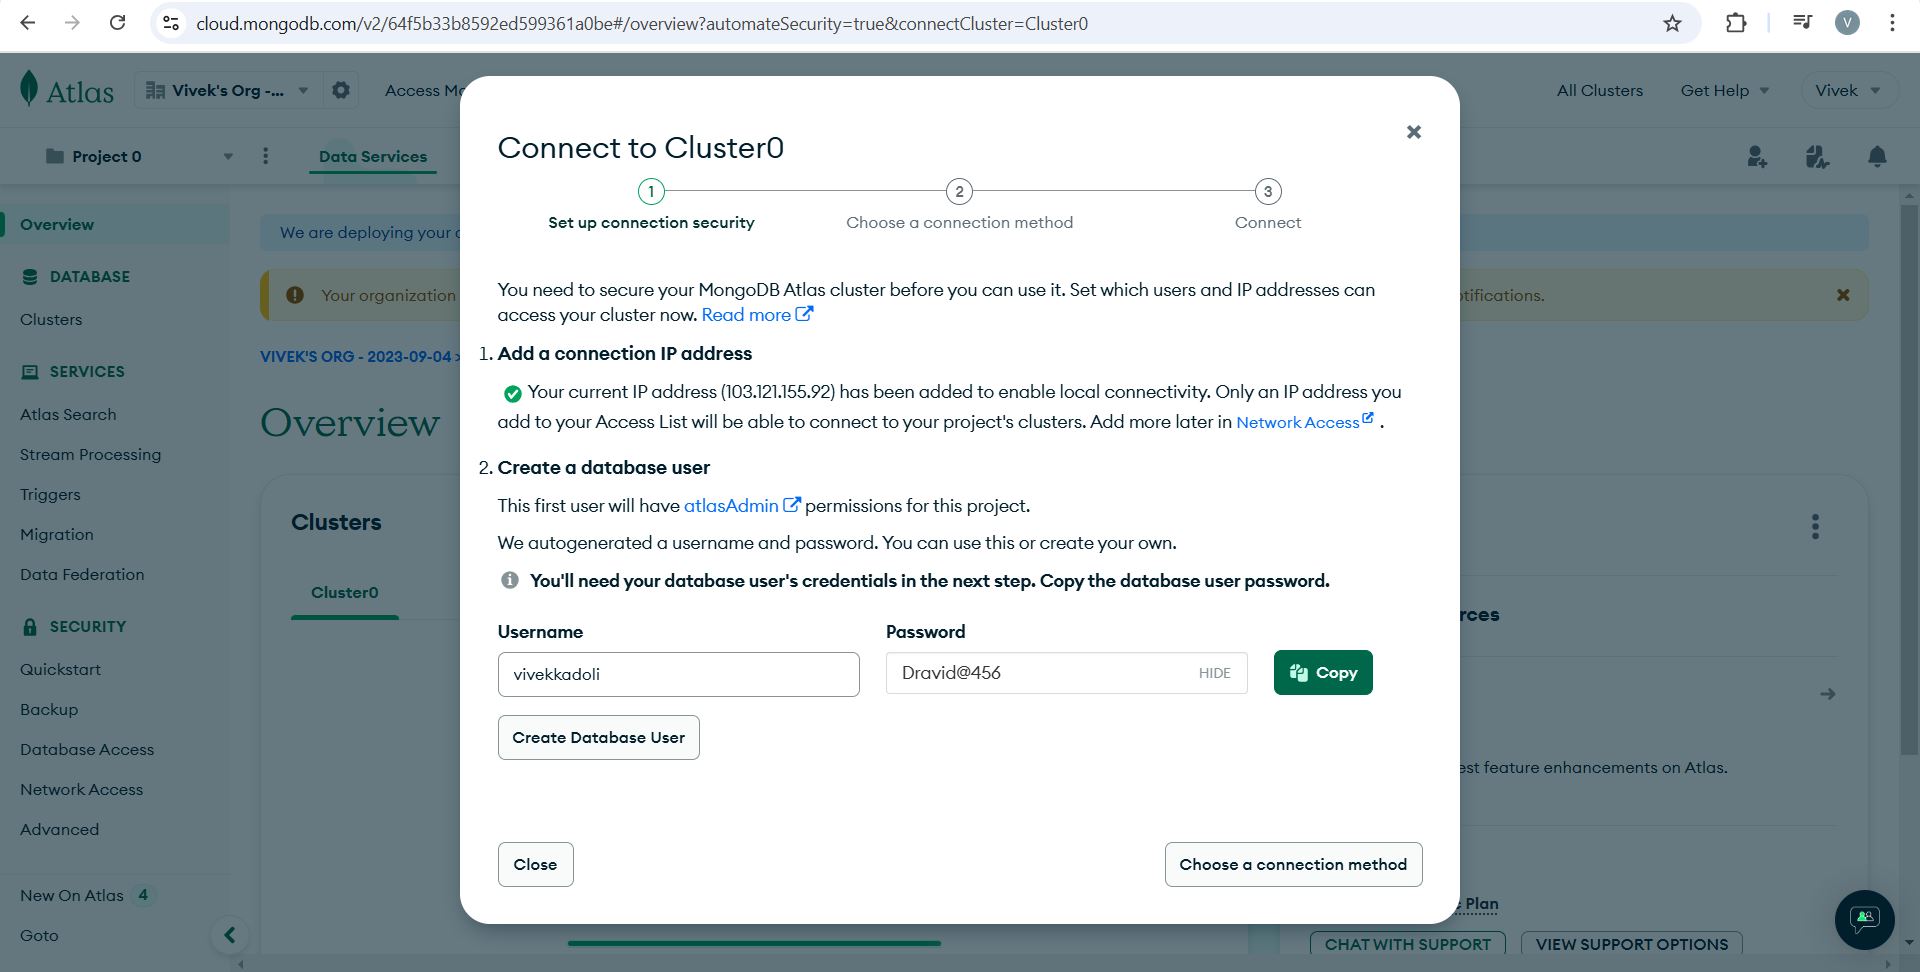 cloud.mongodb.com/v2/64f5b33b8592ed599361a0be#/overview?automateSecurity=true&connectCluster=Cluster0
V
Atlas
Vivek's Org -...
Access
All Clusters
Get Help
Vivek
Project 0
Data Services
Overview
DATABASE
Clusters
SERVICES
Atlas Search
Stream Processing
Triggers
Migration
Data Federation
SECURITY
Quickstart
Backup
Database Access
Network Access
Advanced
New On Atlas 4
Goto
We are deploying your
Your organization
otifications.
VIVEK'S ORG - 2023-09-04 >
Overview
Clusters
Cluster0
Connect to Cluster0
1
2
3
Set up connection security
Choose a connection method
Connect
You need to secure your MongoDB Atlas cluster before you can use it. Set which users and IP addresses can
access your cluster now. Read more
1. Add a connection IP address
Your current IP address (103.121.155.92) has been added to enable local connectivity. Only an IP address you
add to your Access List will be able to connect to your project's clusters. Add more later in Network Access .
2. Create a database user
This first user will have atlasAdmin permissions for this project.
We autogenerated a username and password. You can use this or create your own.
You'll need your database user's credentials in the next step. Copy the database user password.
Username
Password
vivekkadoli
Dravid@456
HIDE
Copy
Create Database User
Close
Choose a connection method
rces
est feature enhancements on Atlas.
Plan
CHAT WITH SUPPORT
VIEW SUPPORT OPTIONS